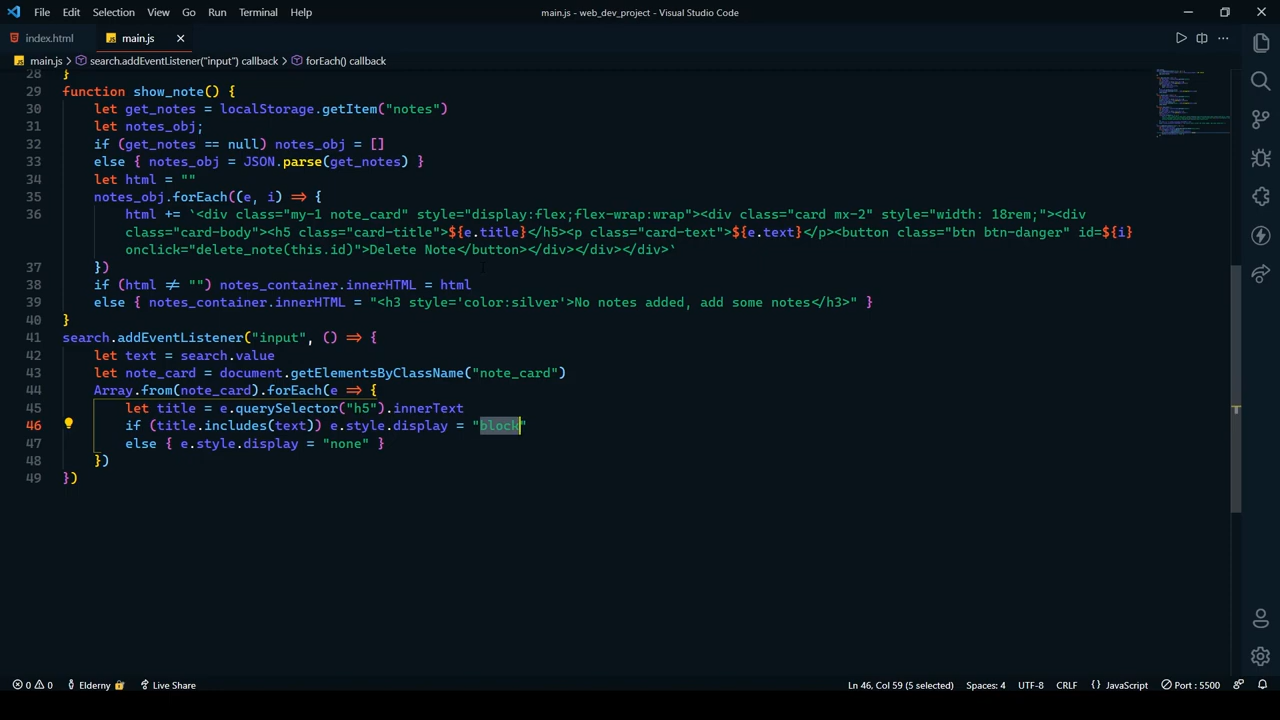 File Edit Selection View Go Run Terminal Help main.js - web_dev_project - Visual Studio Code
index.html main.js
main.js > search.addEventListener("input") callback > forEach() callback
28 }
29 function show_note() {
30 let get_notes = localStorage.getItem("notes")
31 let notes_obj;
32 if (get_notes == null) notes_obj = []
33 else { notes_obj = JSON.parse(get_notes) }
34 let html = ""
35 notes_obj.forEach((e, i) => {
36 html += `<div class="my-1 note_card" style="display:flex;flex-wrap:wrap"><div class="card mx-2" style="width: 18rem;"><div
class="card-body"><h5 class="card-title">${e.title}</h5><p class="card-text">${e.text}</p><button class="btn btn-danger" id=${i}
onclick="delete_note(this.id)">Delete Note</button></div></div></div>`
37 })
38 if (html != "") notes_container.innerHTML = html
39 else { notes_container.innerHTML = "<h3 style='color:silver'>No notes added, add some notes</h3>" }
40 }
41 search.addEventListener("input", () => {
42 let text = search.value
43 let note_card = document.getElementsByClassName("note_card")
44 Array.from(note_card).forEach(e => {
45 let title = e.querySelector("h5").innerText
46 if (title.includes(text)) e.style.display = "block"
47 else { e.style.display = "none" }
48 })
49 })
0 0 Elderny Live Share Ln 46, Col 59 (5 selected) Spaces: 4 UTF-8 CRLF {} JavaScript Port : 5500